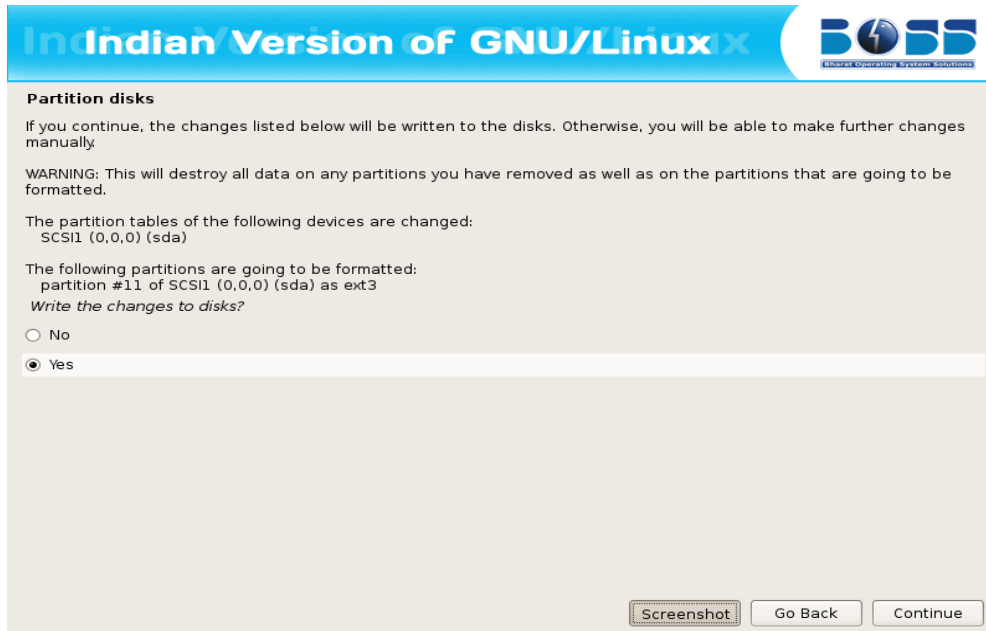 Indian Version of GNU/Linux
BOSS
Bharat Operating System Solutions
Partition disks
If you continue, the changes listed below will be written to the disks. Otherwise, you will be able to make further changes
manually.
WARNING: This will destroy all data on any partitions you have removed as well as on the partitions that are going to be
formatted.
The partition tables of the following devices are changed:
SCSI1 (0,0,0) (sda)
The following partitions are going to be formatted:
partition #11 of SCSI1 (0,0,0) (sda) as ext3
Write the changes to disks?
No
Yes
Screenshot Go Back Continue